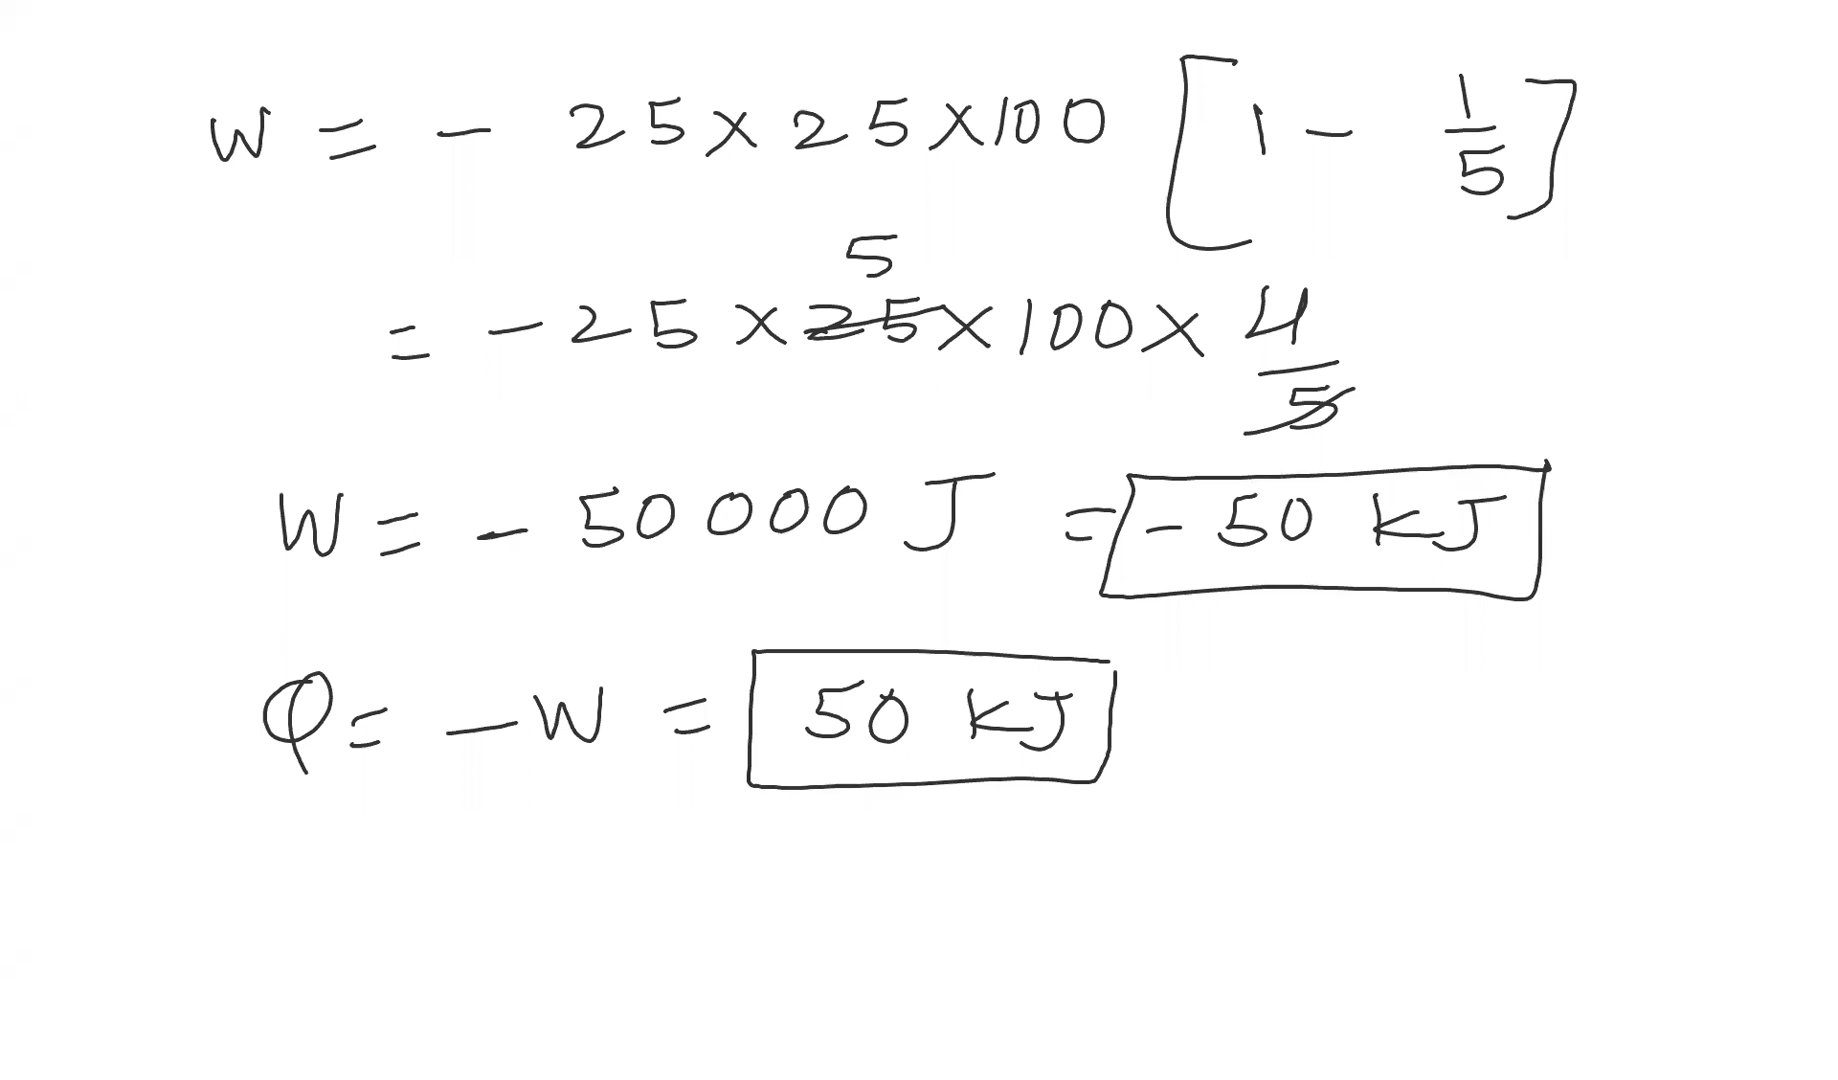 W = - 25 × 25 × 100 [1 - 1/5]
= - 25 × 25 5 × 100 × 4/5
W = - 50000 J = - 50 kJ
Q = - W = 50 kJ